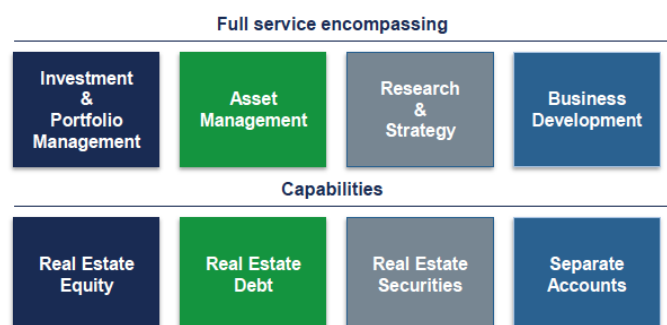 Full service encompassing
Investment
&
Portfolio
Management
Asset
Management
Research
&
Strategy
Business
Development
Capabilities
Real Estate
Equity
Real Estate
Debt
Real Estate
Securities
Separate
Accounts